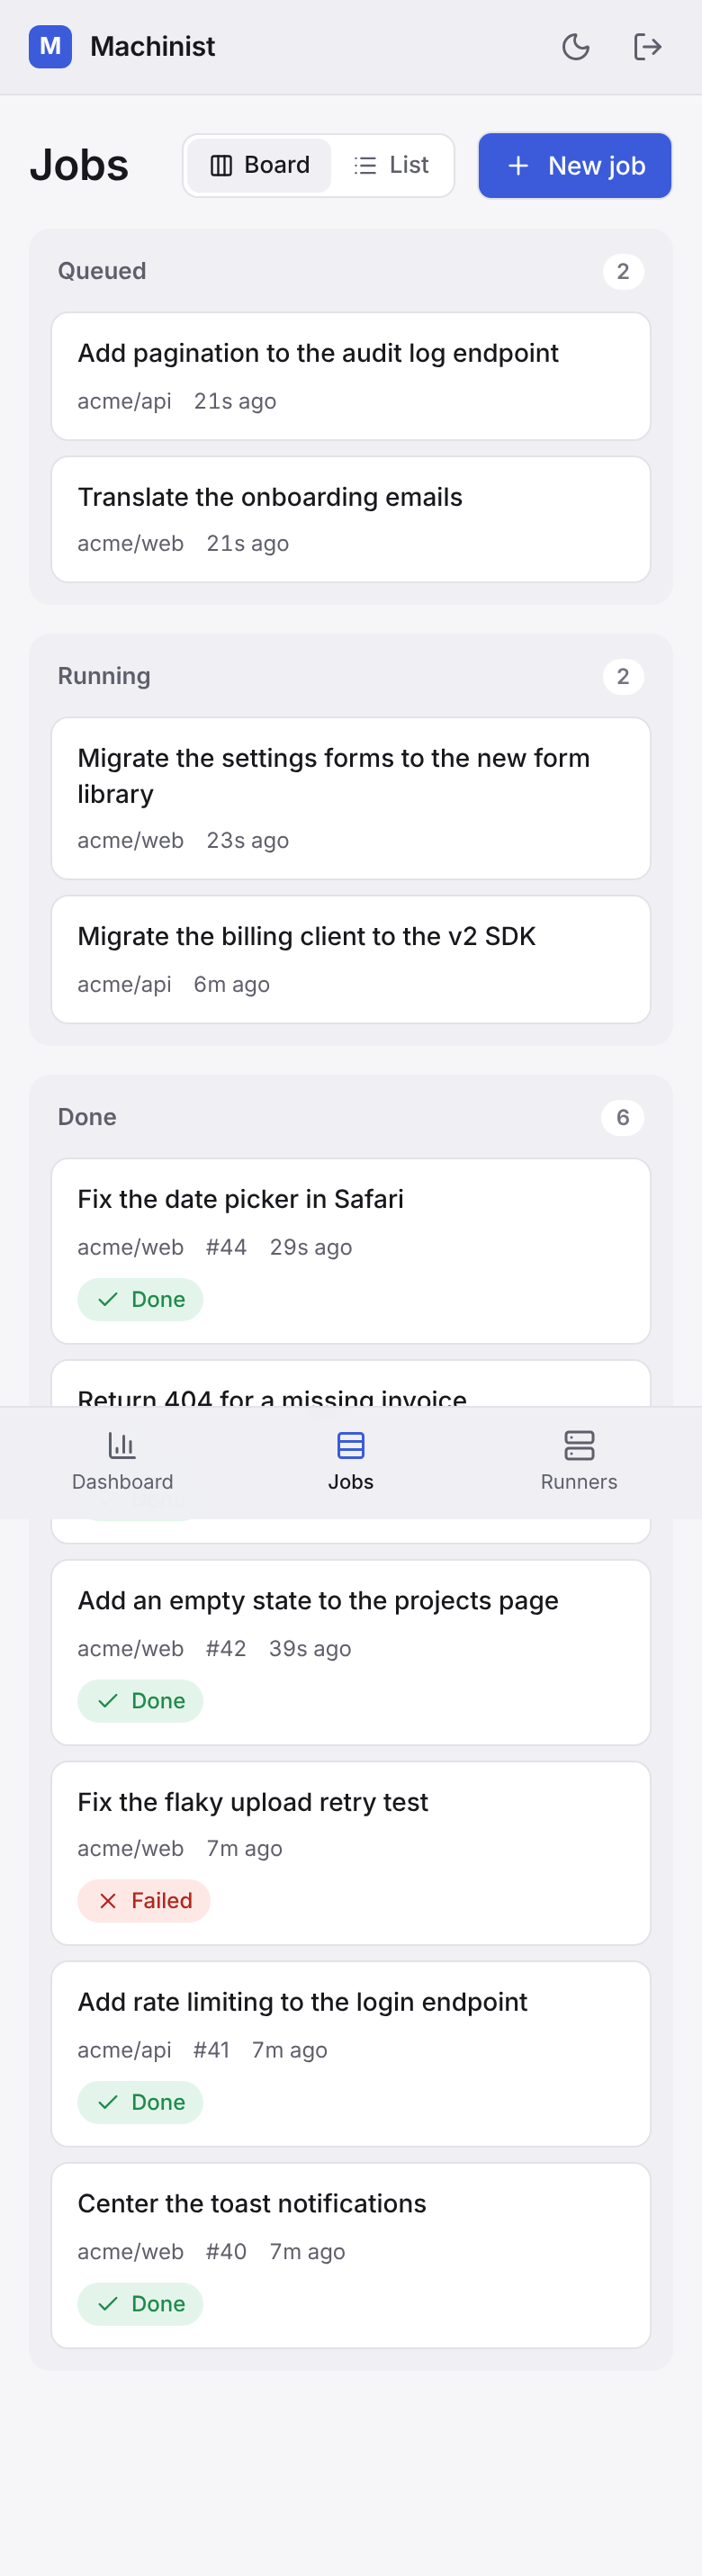 M Machinist
Jobs
Board
List
New job
Queued 2
Add pagination to the audit log endpoint
acme/api 21s ago
Translate the onboarding emails
acme/web 21s ago
Running 2
Migrate the settings forms to the new form
library
acme/web 23s ago
Migrate the billing client to the v2 SDK
acme/api 6m ago
Done 6
Fix the date picker in Safari
acme/web #44 29s ago
Done
Return 404 for a missing invoice
Dashboard
Jobs
Runners
Add an empty state to the projects page
acme/web #42 39s ago
Done
Fix the flaky upload retry test
acme/web 7m ago
Failed
Add rate limiting to the login endpoint
acme/api #41 7m ago
Done
Center the toast notifications
acme/web #40 7m ago
Done